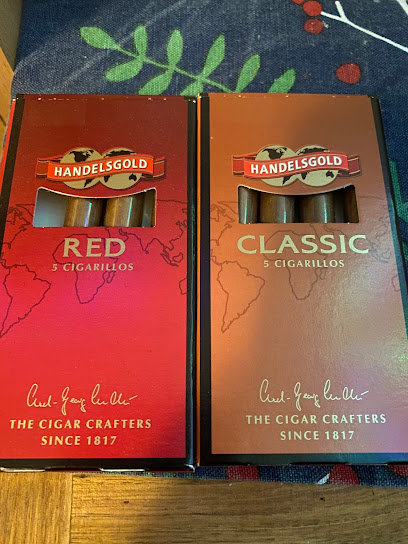 HANDELSGOLD
RED
5 CIGARILLOS
THE CIGAR CRAFTERS
SINCE 1817
HANDELSGOLD
CLASSIC
5 CIGARILLOS
THE CIGAR CRAFTERS
SINCE 1817